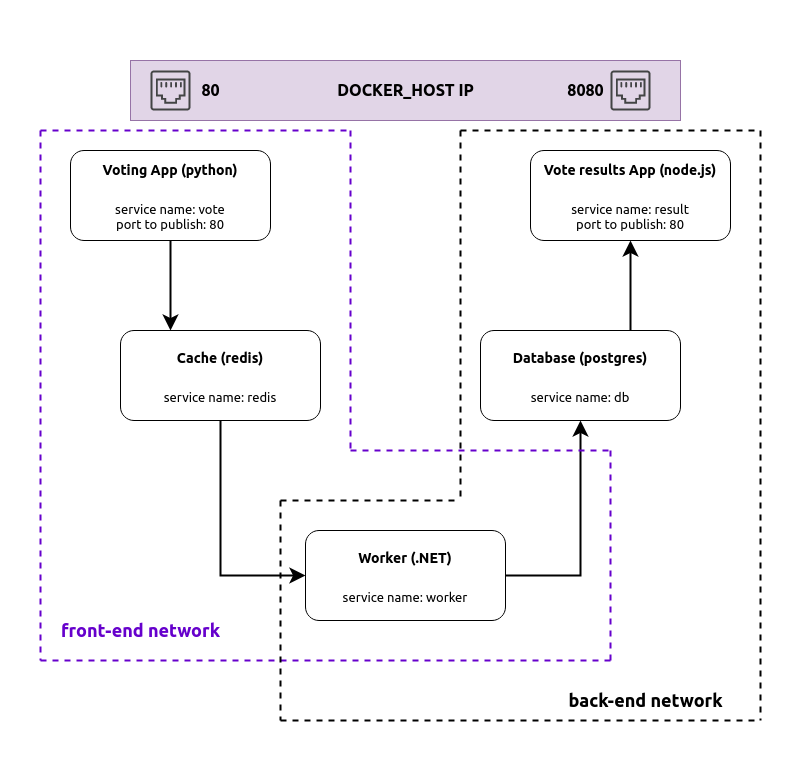 80
DOCKER_HOST IP
8080
Voting App (python)
service name: vote
port to publish: 80
Vote results App (node.js)
service name: result
port to publish: 80
Cache (redis)
service name: redis
Database (postgres)
service name: db
Worker (.NET)
service name: worker
front-end network
back-end network